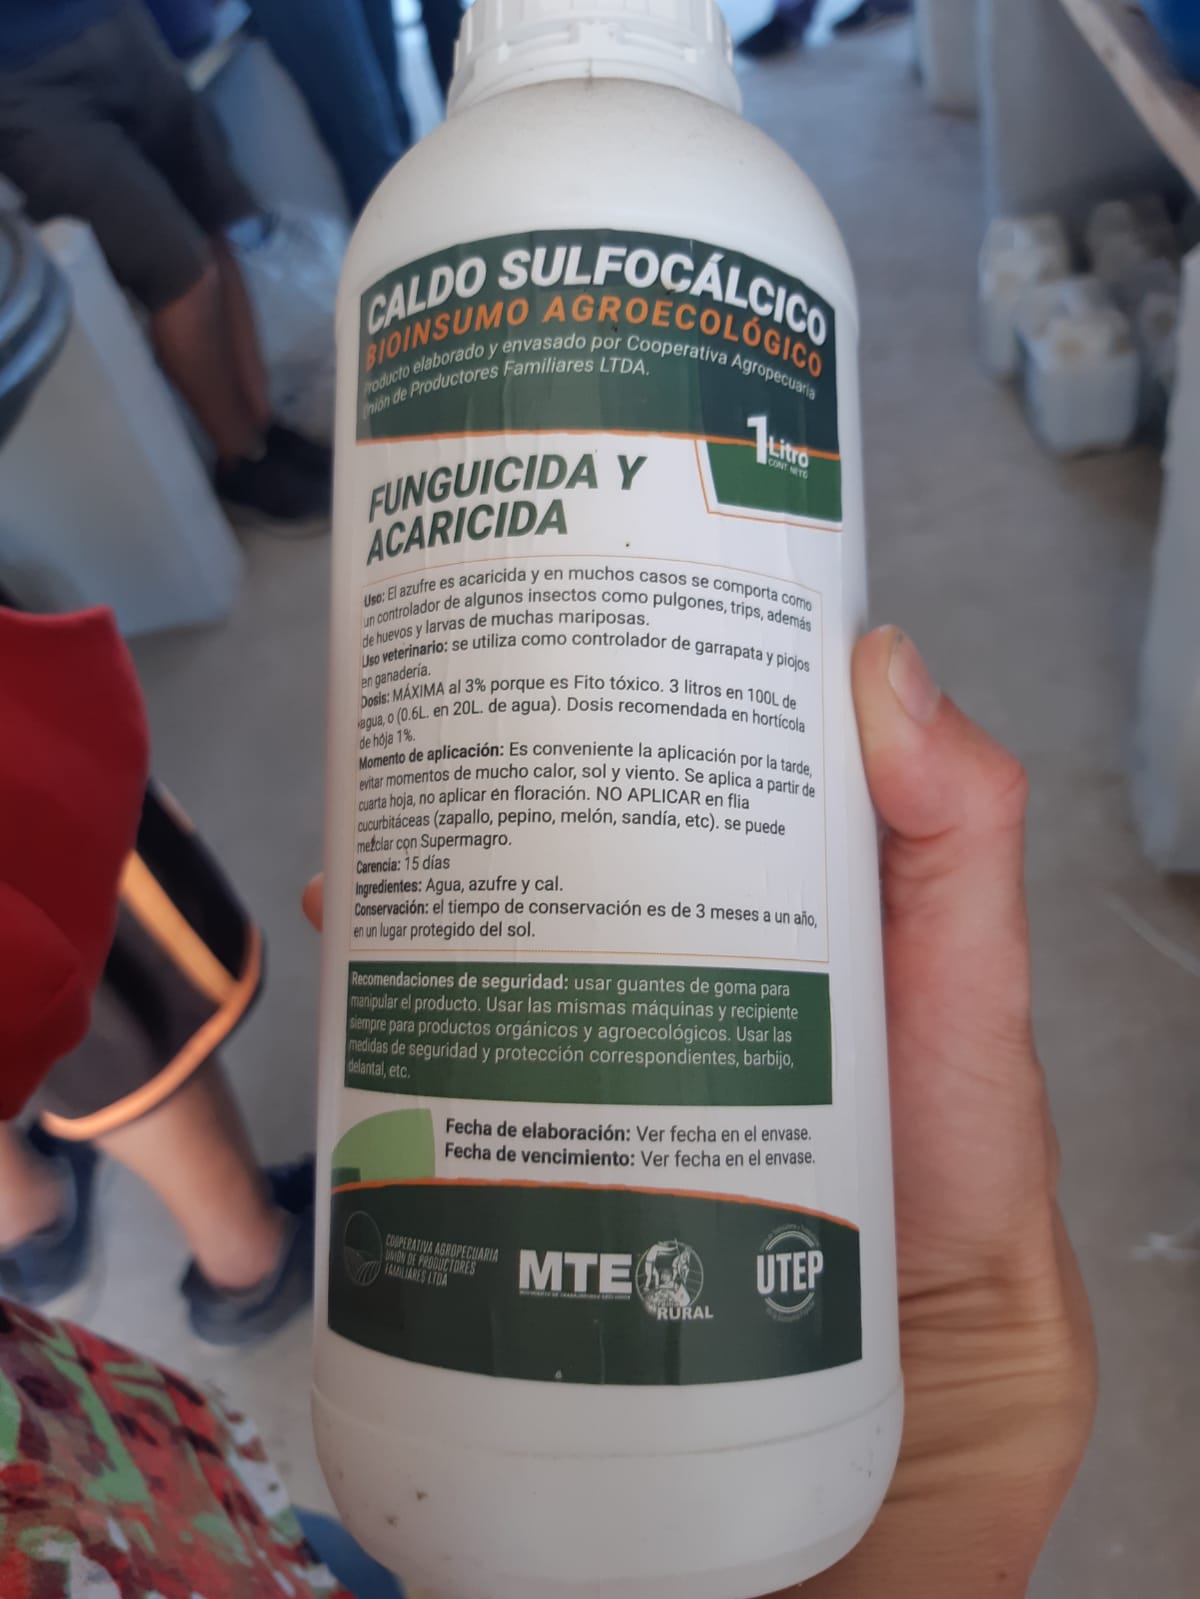 CALDO SULFOCÁLCICO
BIOINSUMO AGROECOLÓGICO
Producto elaborado y envasado por Cooperativa Agropecuaria
Unión de Productores Familiares LTDA.
1 Litro
CONT. NETO
FUNGUICIDA Y
ACARICIDA
Uso: El azufre es acaricida y en muchos casos se comporta como
un controlador de algunos insectos como pulgones, trips, además
de huevos y larvas de muchas mariposas.
Uso veterinario: se utiliza como controlador de garrapata y piojos
en ganadería.
Dosis: MÁXIMA al 3% porque es Fito tóxico. 3 litros en 100L de
agua, o (0.6L. en 20L. de agua). Dosis recomendada en hortícola
de hoja 1%.
Momento de aplicación: Es conveniente la aplicación por la tarde,
evitar momentos de mucho calor, sol y viento. Se aplica a partir de
cuarta hoja, no aplicar en floración. NO APLICAR en flia
cucurbitáceas (zapallo, pepino, melón, sandía, etc). se puede
mezclar con Supermagro.
Carencia: 15 días
Ingredientes: Agua, azufre y cal.
Conservación: el tiempo de conservación es de 3 meses a un año,
en un lugar protegido del sol.
Recomendaciones de seguridad: usar guantes de goma para
manipular el producto. Usar las mismas máquinas y recipiente
siempre para productos orgánicos y agroecológicos. Usar las
medidas de seguridad y protección correspondientes, barbijo,
delantal, etc.
Fecha de elaboración: Ver fecha en el envase.
Fecha de vencimiento: Ver fecha en el envase.
COOPERATIVA AGROPECUARIA
UNIÓN DE PRODUCTORES
FAMILIARES LTDA
MTE
RURAL
UTEP